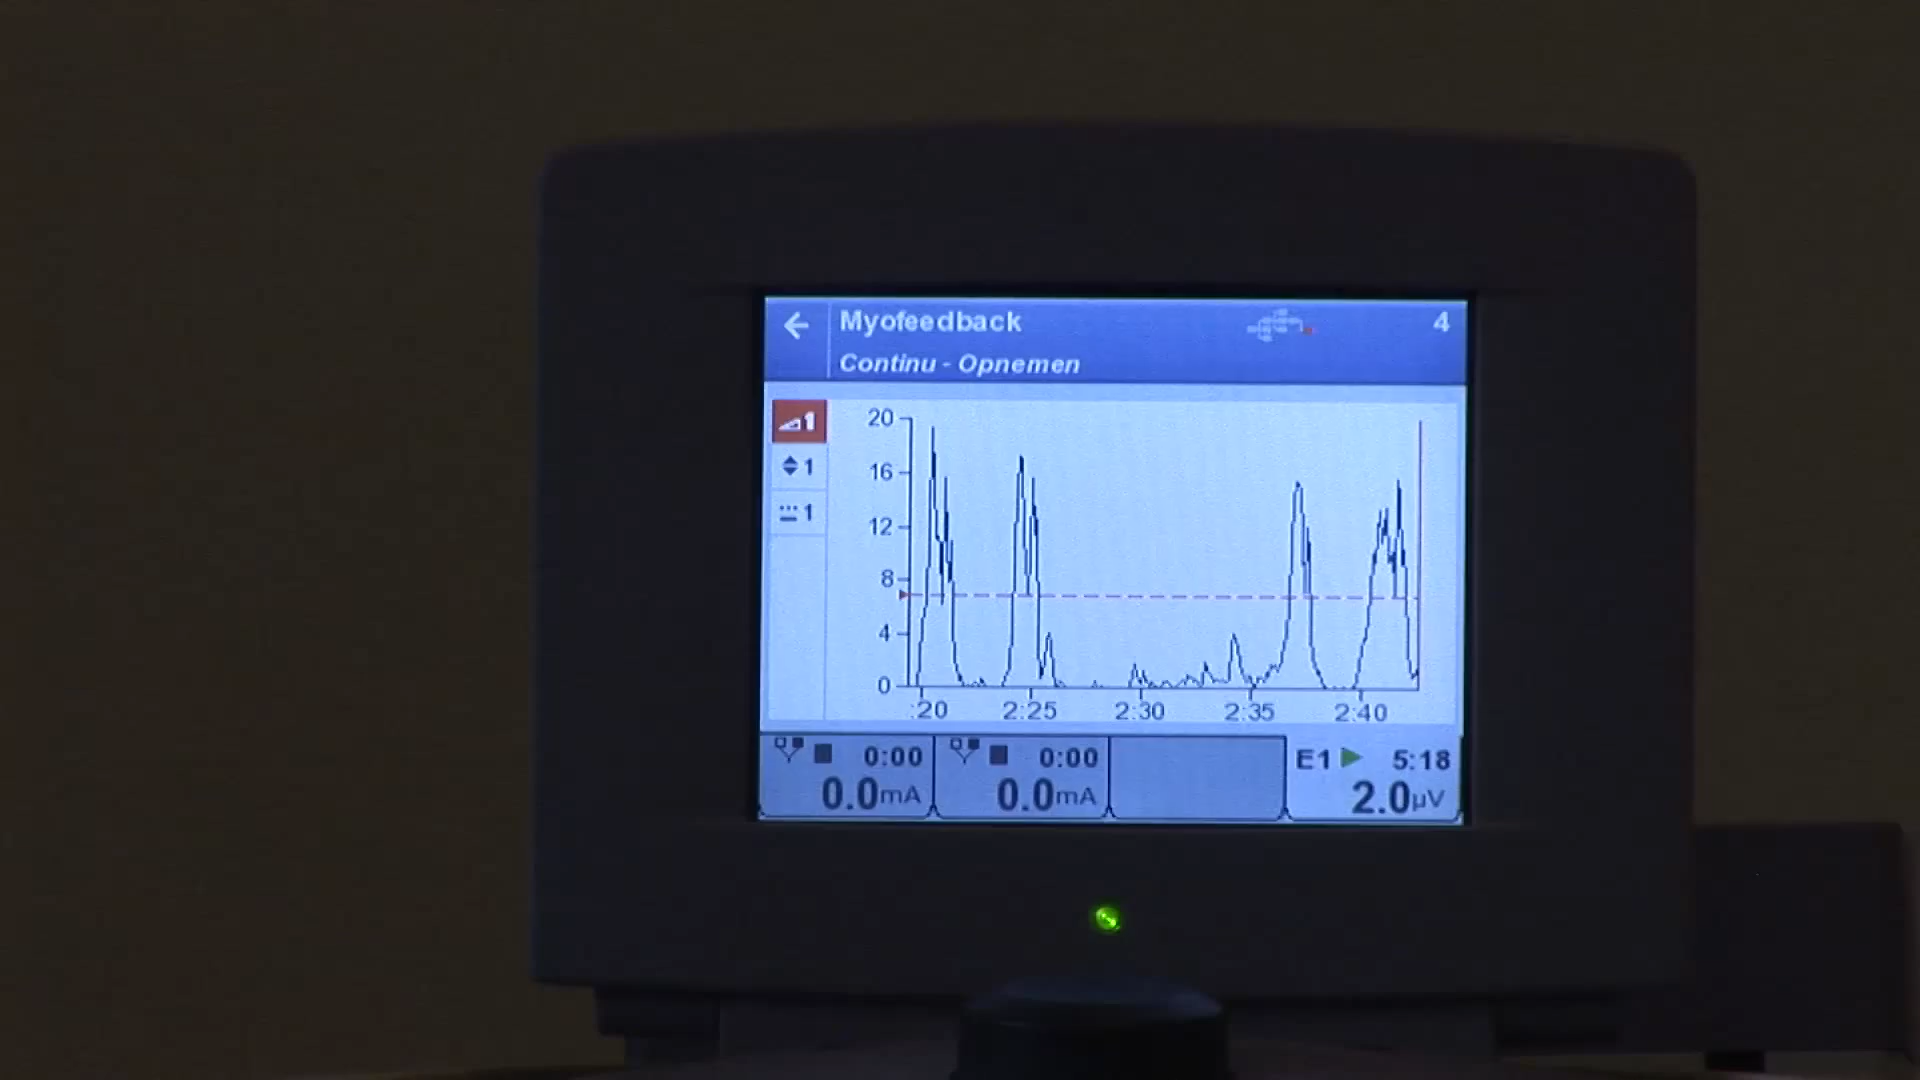 Myofeedback 4
Continu - Opnemen
1
1
1
20
16
12
8
4
0
:20 2:25 2:30 2:35 2:40
0:00 0:00 E1 5:18
0.0mA 0.0mA 2.0µV